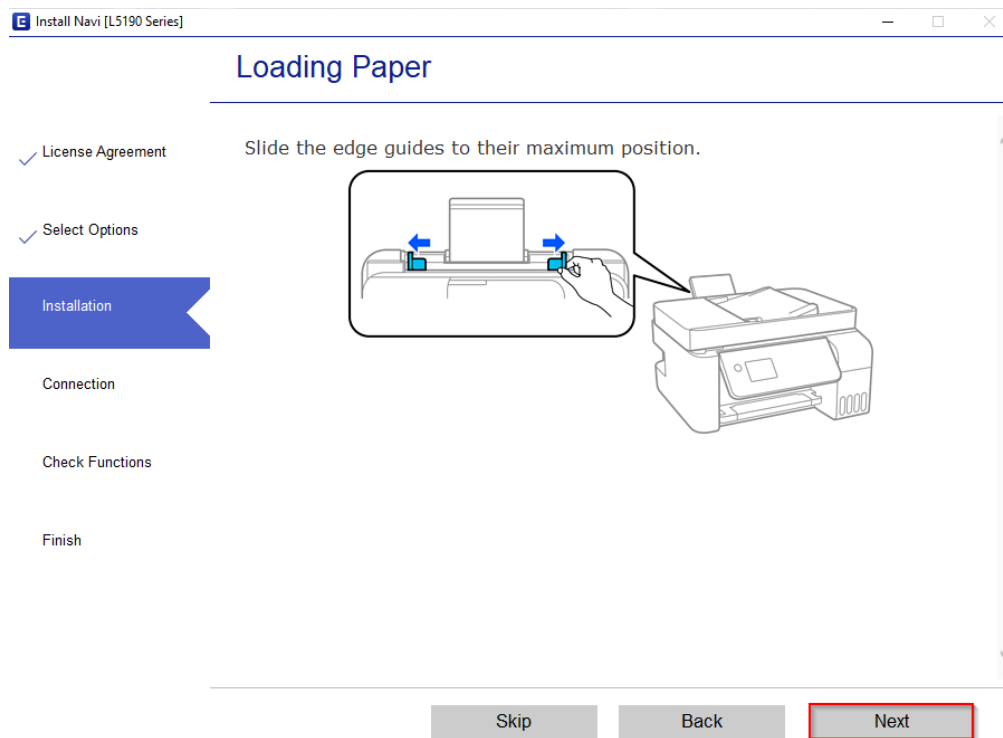 E Install Navi [L5190 Series]
Loading Paper
License Agreement
Select Options
Installation
Connection
Check Functions
Finish
Slide the edge guides to their maximum position.
Skip Back Next